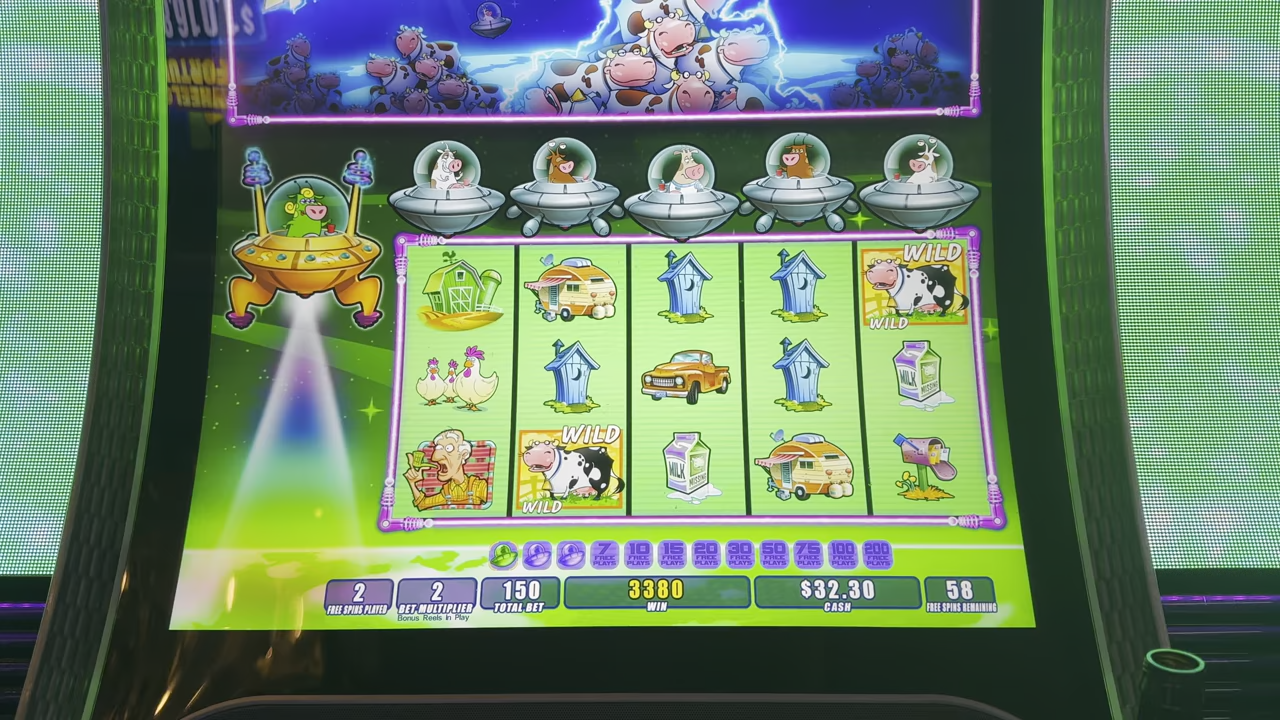 WILD
WILD
MILK
MISSING
WILD
MILK
MISSING
WILD
7 FREE PLAYS
10 FREE PLAYS
15 FREE PLAYS
20 FREE PLAYS
30 FREE PLAYS
50 FREE PLAYS
75 FREE PLAYS
100 FREE PLAYS
200 FREE PLAYS
2 2 150 3380 $32.30 58
FREE SPINS PLAYED BET MULTIPLIER TOTAL BET WIN CASH FREE SPINS REMAINING
Bonus Reels In Play